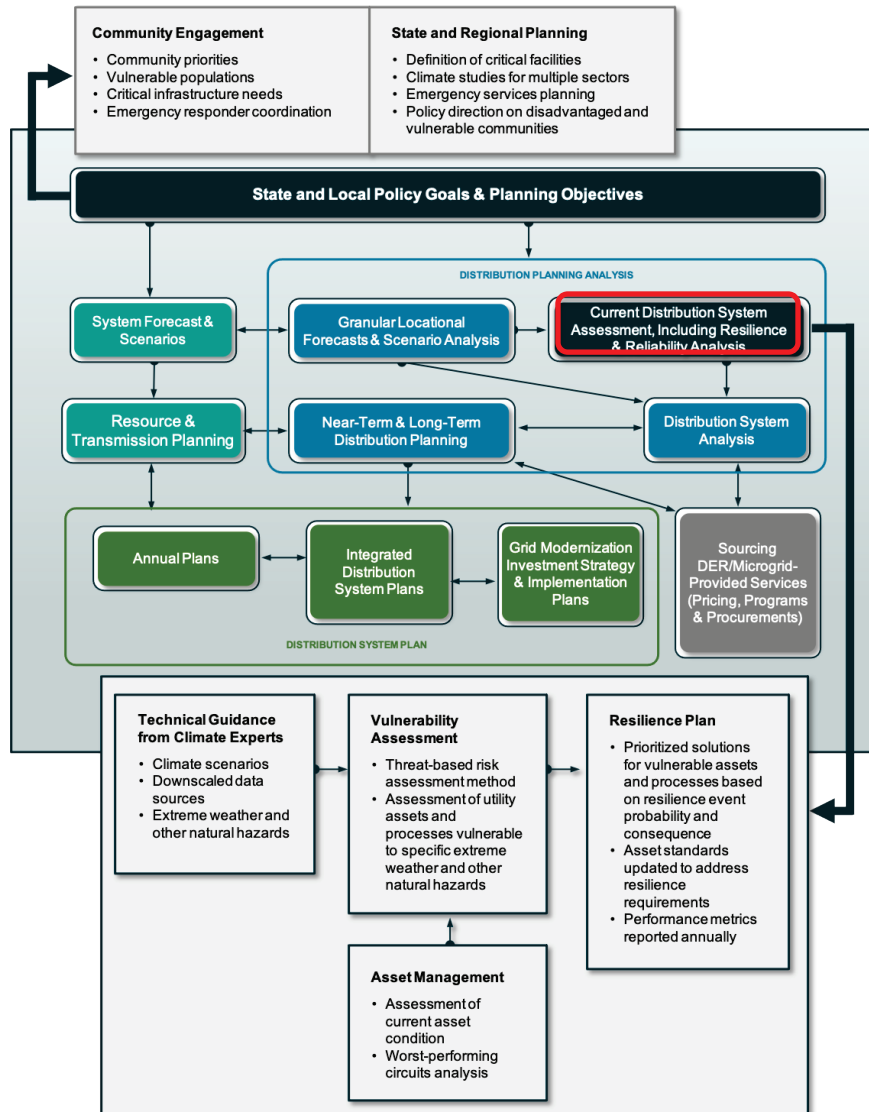 Community Engagement
• Community priorities
• Vulnerable populations
• Critical infrastructure needs
• Emergency responder coordination
State and Regional Planning
• Definition of critical facilities
• Climate studies for multiple sectors
• Emergency services planning
• Policy direction on disadvantaged and
vulnerable communities
State and Local Policy Goals & Planning Objectives
DISTRIBUTION PLANNING ANALYSIS
System Forecast &
Scenarios
Granular Locational
Forecasts & Scenario Analysis
Current Distribution System
Assessment, Including Resilience
& Reliability Analysis
Resource &
Transmission Planning
Near-Term & Long-Term
Distribution Planning
Distribution System
Analysis
Annual Plans
Integrated
Distribution
System Plans
Grid Modernization
Investment Strategy
& Implementation
Plans
Sourcing
DER/Microgrid-
Provided Services
(Pricing, Programs
& Procurements)
DISTRIBUTION SYSTEM PLAN
Technical Guidance
from Climate Experts
• Climate scenarios
• Downscaled data
sources
• Extreme weather and
other natural hazards
Vulnerability
Assessment
• Threat-based risk
assessment method
• Assessment of utility
assets and
processes vulnerable
to specific extreme
weather and other
natural hazards
Resilience Plan
• Prioritized solutions
for vulnerable assets
and processes based
on resilience event
probability and
consequence
• Asset standards
updated to address
resilience
requirements
• Performance metrics
reported annually
Asset Management
• Assessment of
current asset
condition
• Worst-performing
circuits analysis